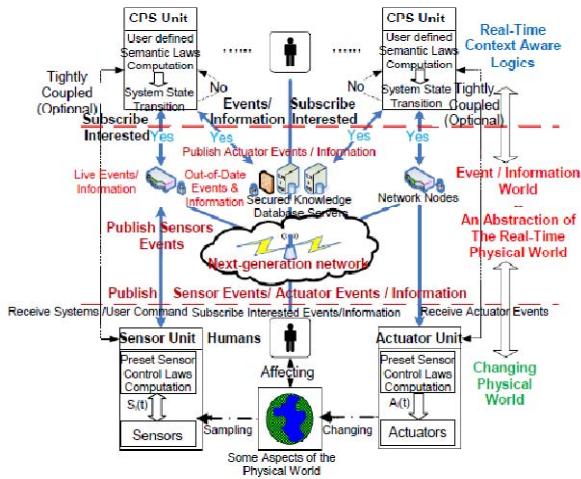 CPS Unit
User defined
Semantic Laws
Computation
System State
Transition
......
......
CPS Unit
User defined
Semantic Laws
Computation
System State
Transition
Real-Time
Context Aware
Logics
Tightly
Coupled
(Optional)
No
Events/
Information
Subscribe
Interested
No
Tightly
Coupled
(Optional)
Subscribe
Interested
Yes
Yes
Yes
Yes
Publish Actuator Events / Information
Live Events/
Information
Out-of-Date
Events &
Information
Secured Knowledge
Database Servers
Network Nodes
Event / Information
World
An Abstraction of
The Real-Time
Physical World
Publish Sensors
Events
Next-generation network
Publish Sensor Events/ Actuator Events / Information
Receive Systems /User Command
Subscribe Interested Events/Information
Receive Actuator Events
Sensor Unit
Humans
Actuator Unit
Preset Sensor
Control Laws
Computation
Affecting
Preset Sensor
Control Laws
Computation
Changing
Physical
World
Si(t)
Ai(t)
Sensors
Sampling
Changing
Actuators
Some Aspects of the
Physical World